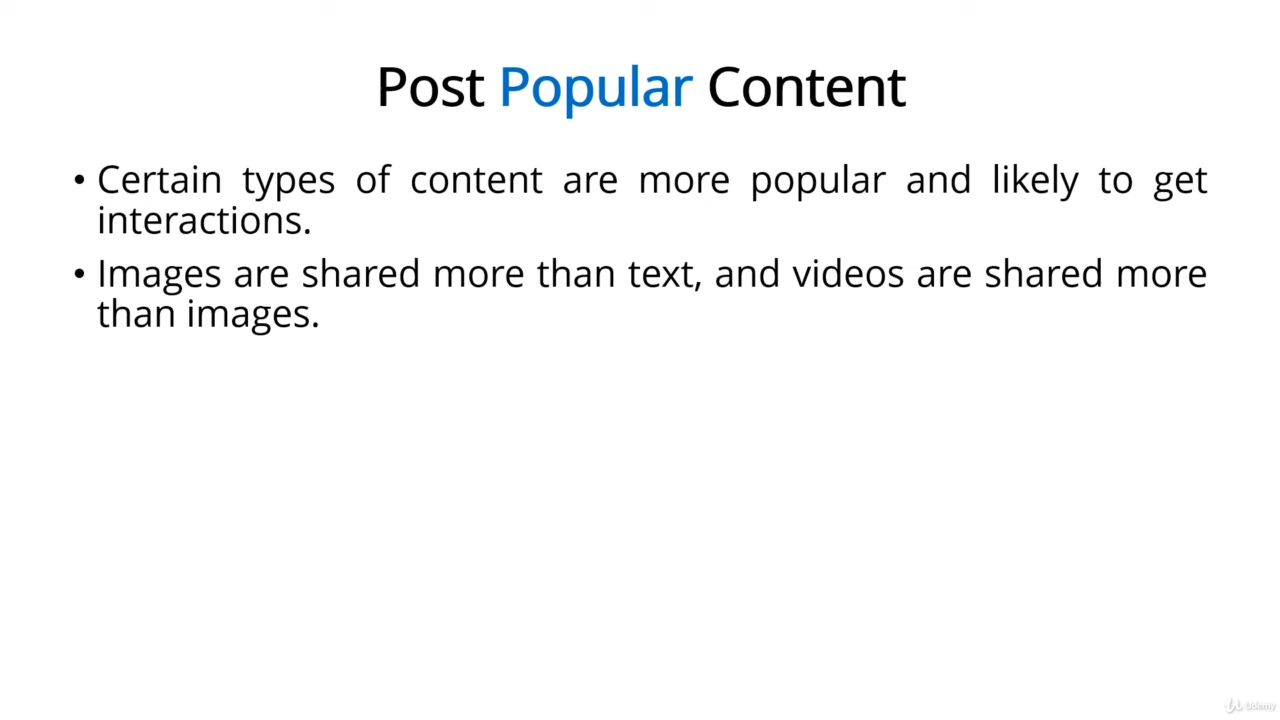 Post Popular Content
• Certain types of content are more popular and likely to get
interactions.
• Images are shared more than text, and videos are shared more
than images.
Udemy